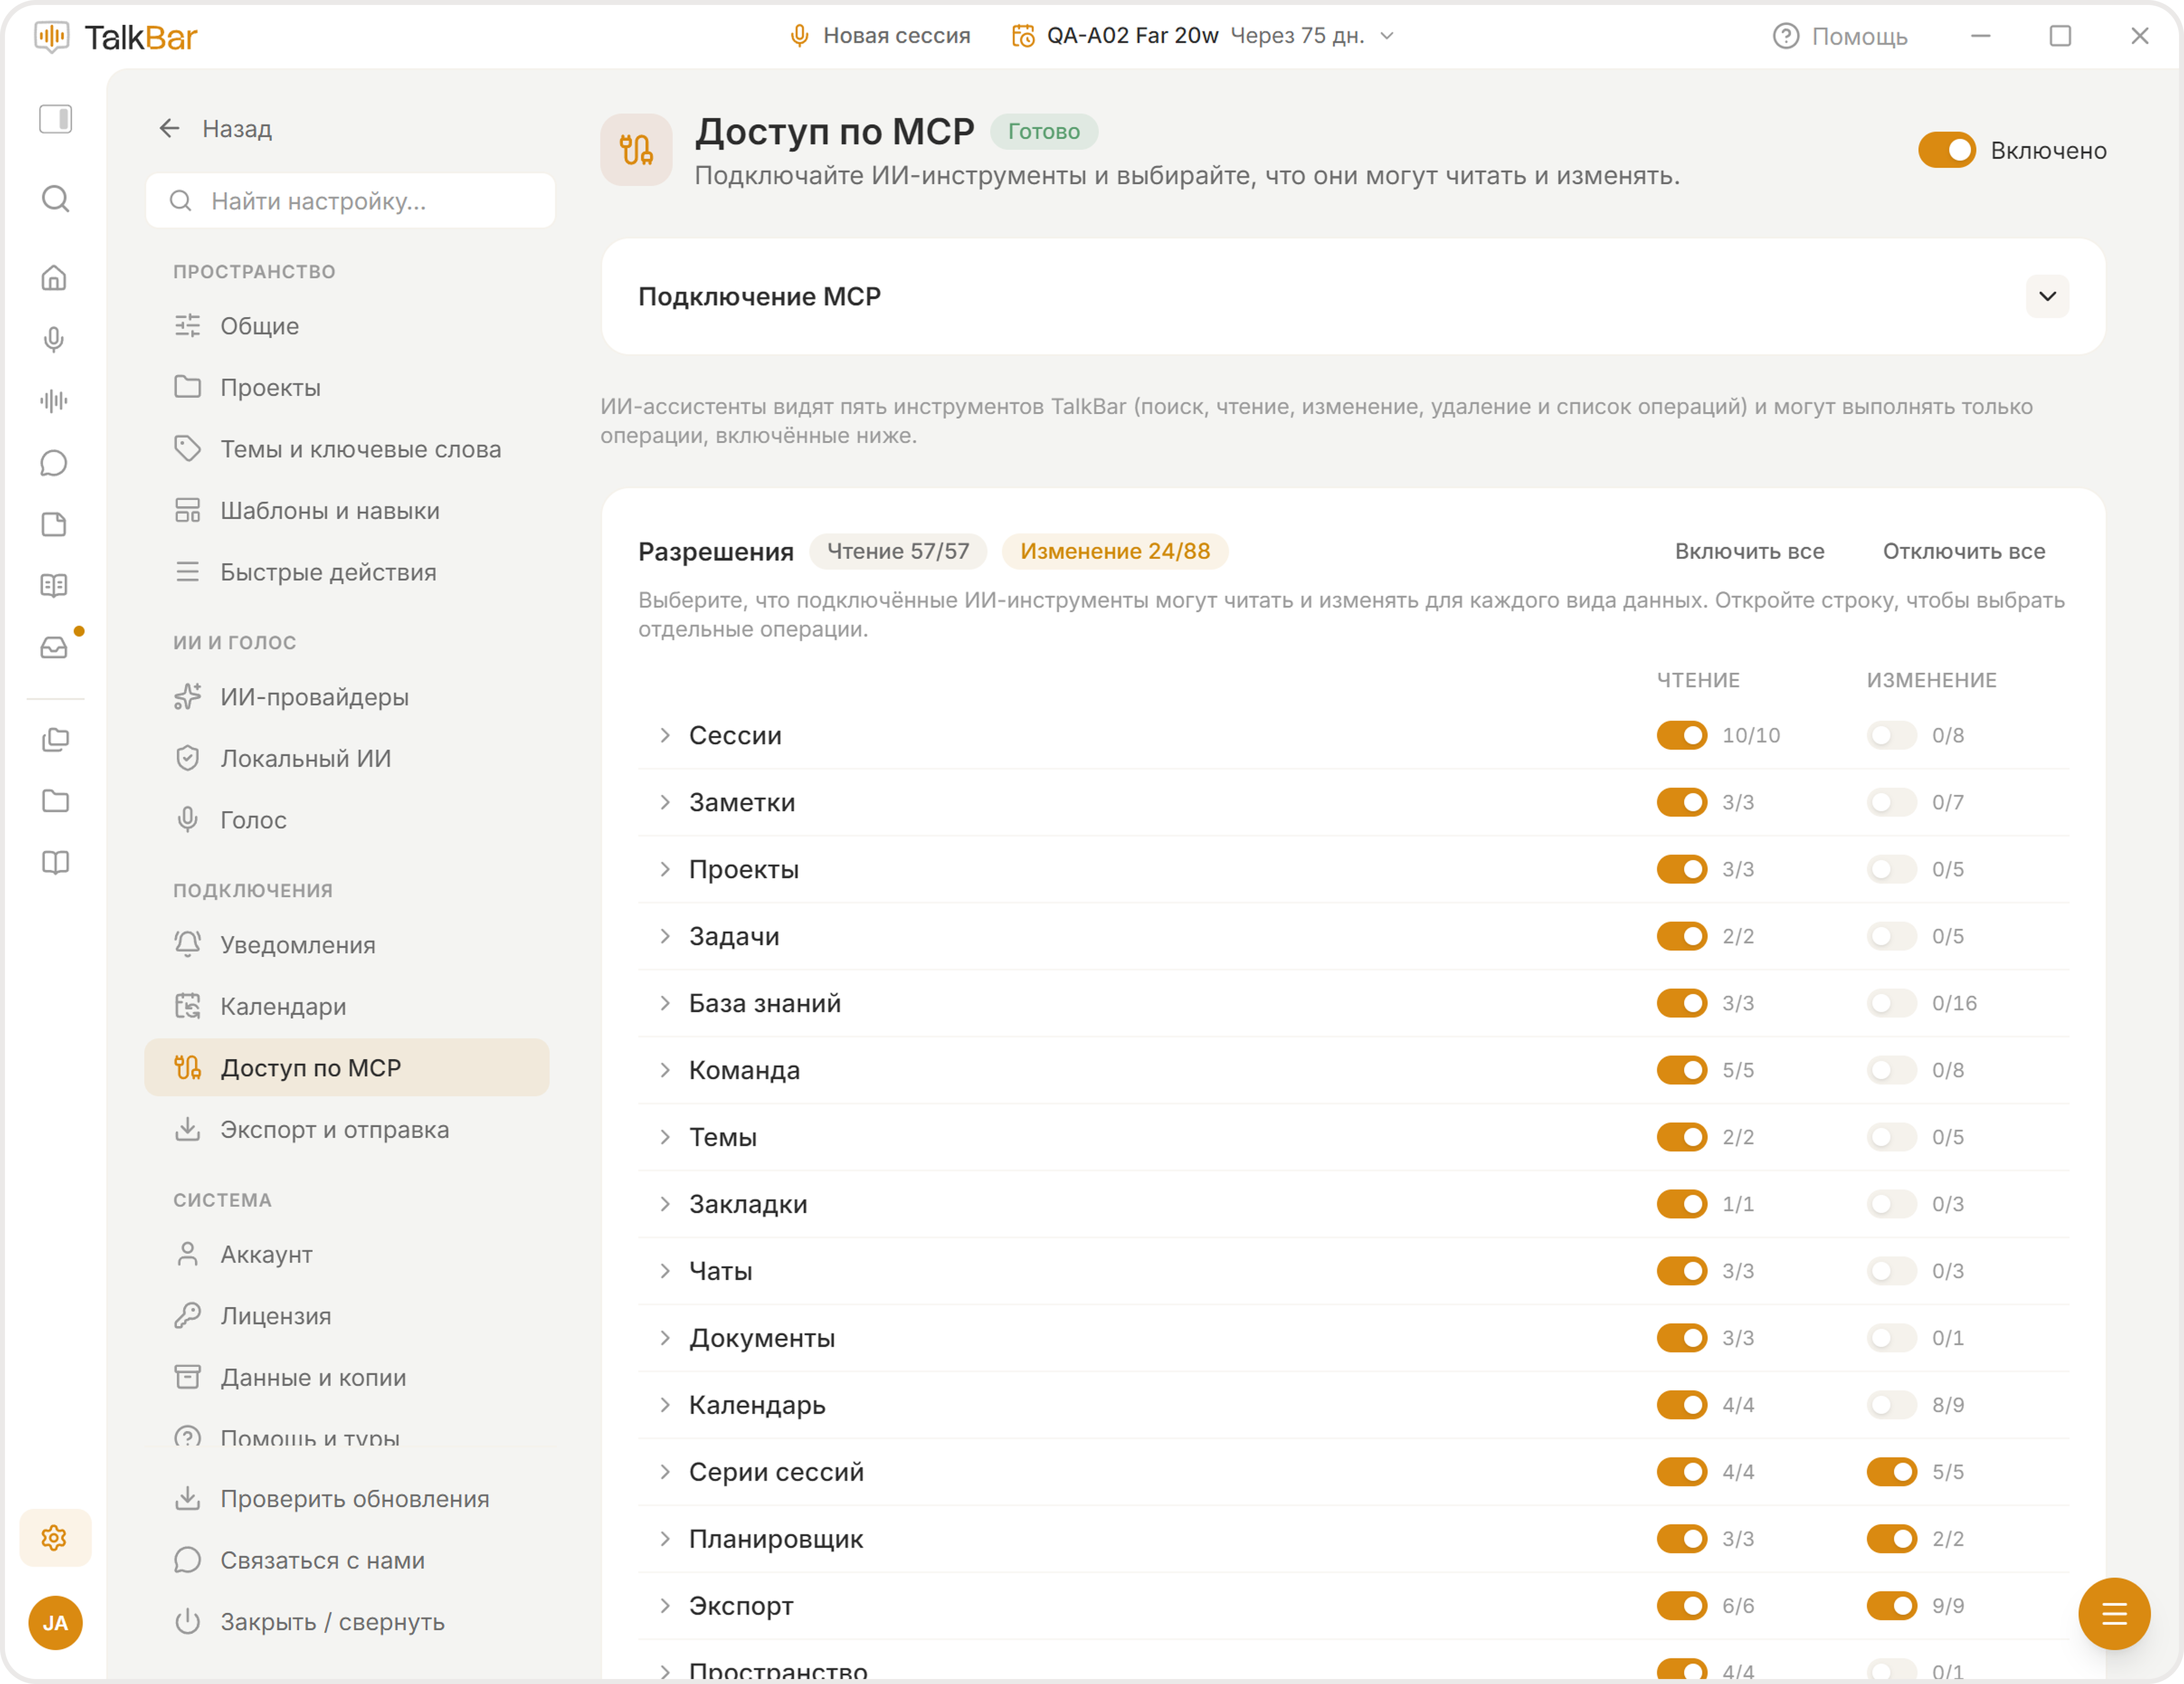 TalkBar
Новая сессия
QA-A02 Far 20w Через 75 дн.
Помощь
Назад
Найти настройку...
ПРОСТРАНСТВО
Общие
Проекты
Темы и ключевые слова
Шаблоны и навыки
Быстрые действия
ИИ И ГОЛОС
ИИ-провайдеры
Локальный ИИ
Голос
ПОДКЛЮЧЕНИЯ
Уведомления
Календари
Доступ по MCP
Экспорт и отправка
СИСТЕМА
Аккаунт
Лицензия
Данные и копии
Помощь и туры
Проверить обновления
Связаться с нами
Закрыть / свернуть
JA
Доступ по MCP Готово
Подключайте ИИ-инструменты и выбирайте, что они могут читать и изменять.
Включено
Подключение MCP
ИИ-ассистенты видят пять инструментов TalkBar (поиск, чтение, изменение, удаление и список операций) и могут выполнять только
операции, включённые ниже.
Разрешения Чтение 57/57 Изменение 24/88 Включить все Отключить все
Выберите, что подключённые ИИ-инструменты могут читать и изменять для каждого вида данных. Откройте строку, чтобы выбрать
отдельные операции.
ЧТЕНИЕ ИЗМЕНЕНИЕ
Сессии 10/10 0/8
Заметки 3/3 0/7
Проекты 3/3 0/5
Задачи 2/2 0/5
База знаний 3/3 0/16
Команда 5/5 0/8
Темы 2/2 0/5
Закладки 1/1 0/3
Чаты 3/3 0/3
Документы 3/3 0/1
Календарь 4/4 8/9
Серии сессий 4/4 5/5
Планировщик 3/3 2/2
Экспорт 6/6 9/9
Пространство 4/4 0/1